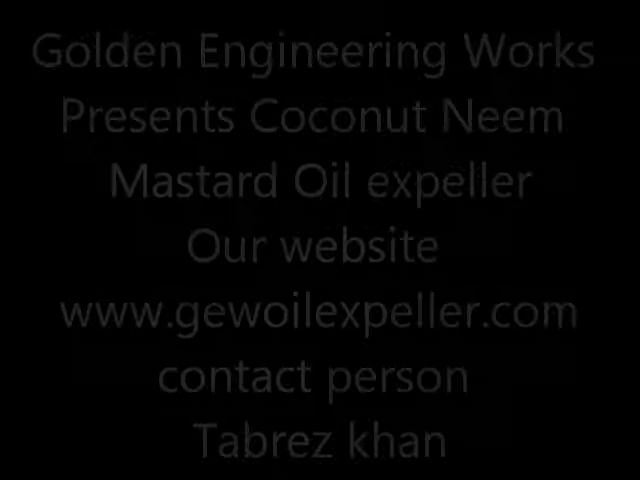 Golden Engineering Works
Presents Coconut Neem
Mastard Oil expeller
Our website
www.gewoilexpeller.com
contact person
Tabrez khan